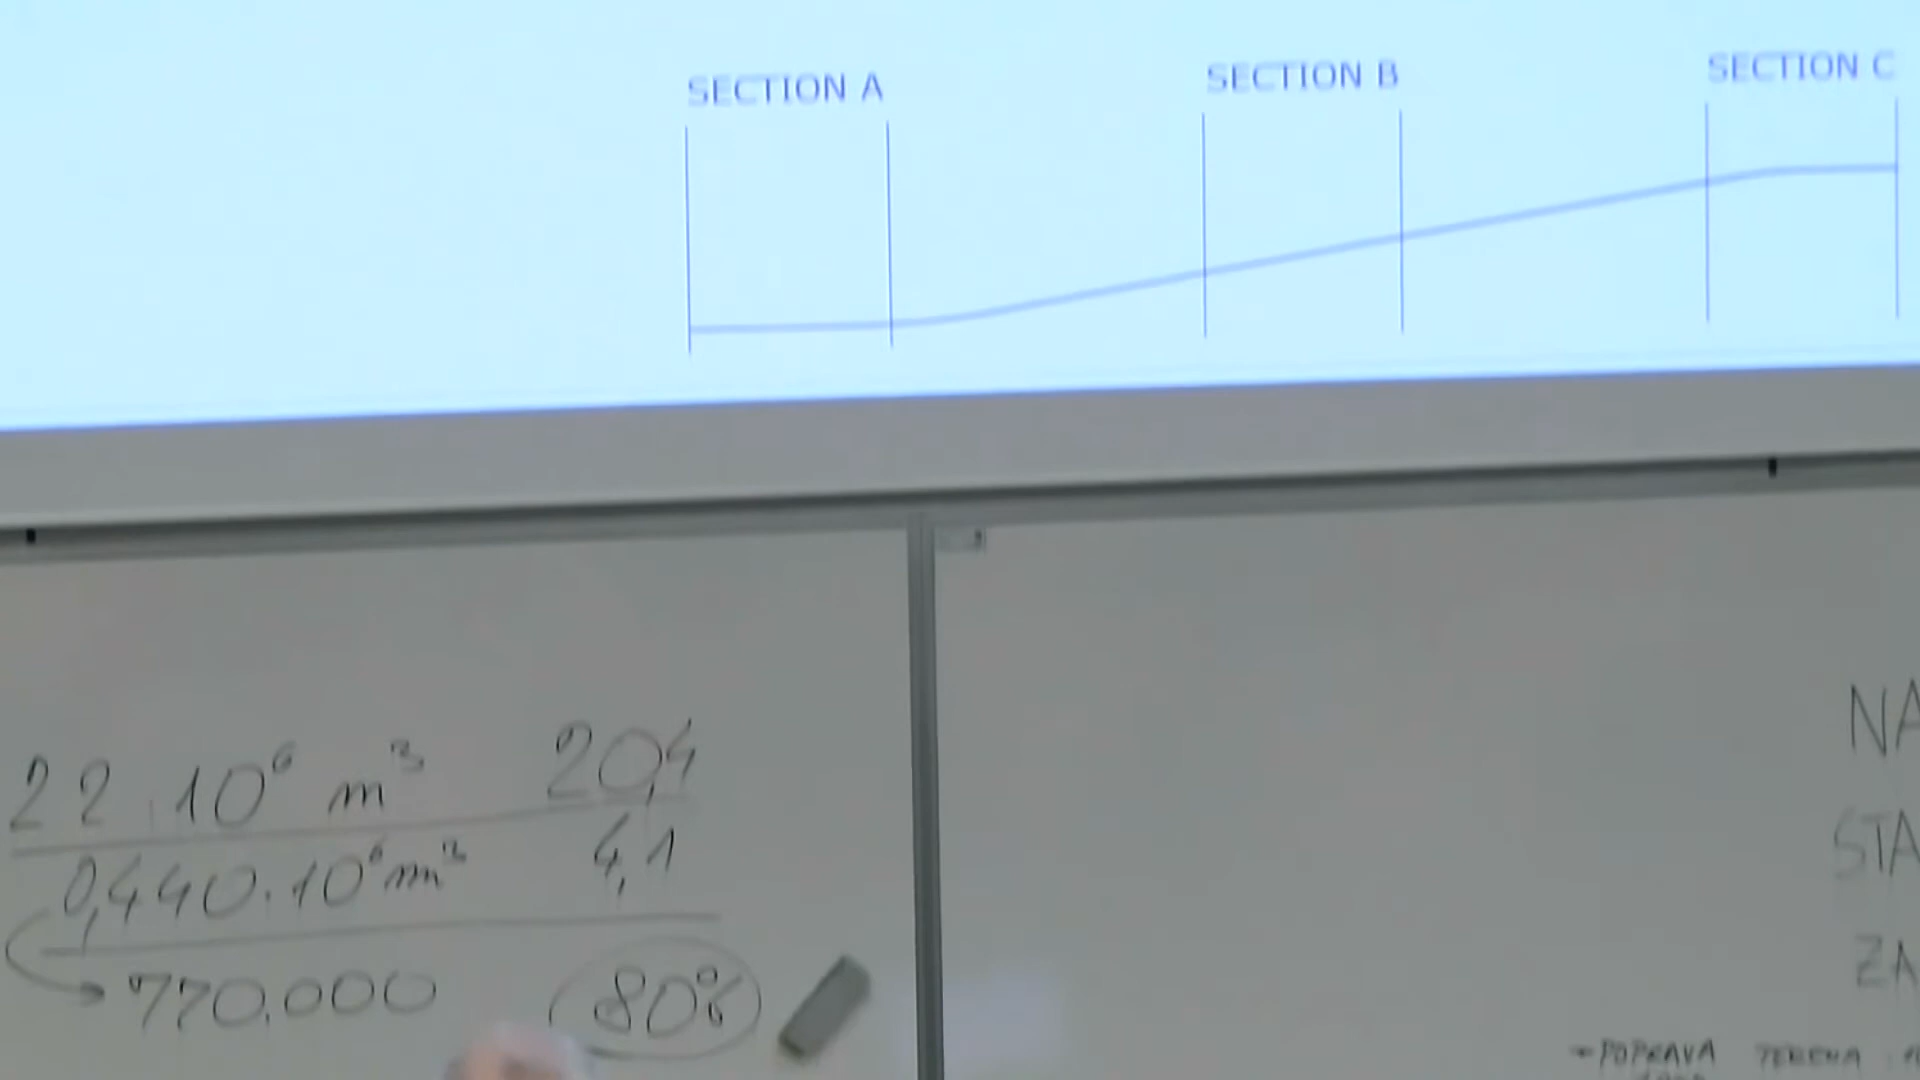 SECTION A SECTION B SECTION C
22 · 10⁶ m³ 20,4
0,440 · 10⁶ m³ 4,1
770.000 80%
NA
STA
ZA
- POPRAVA TERENA